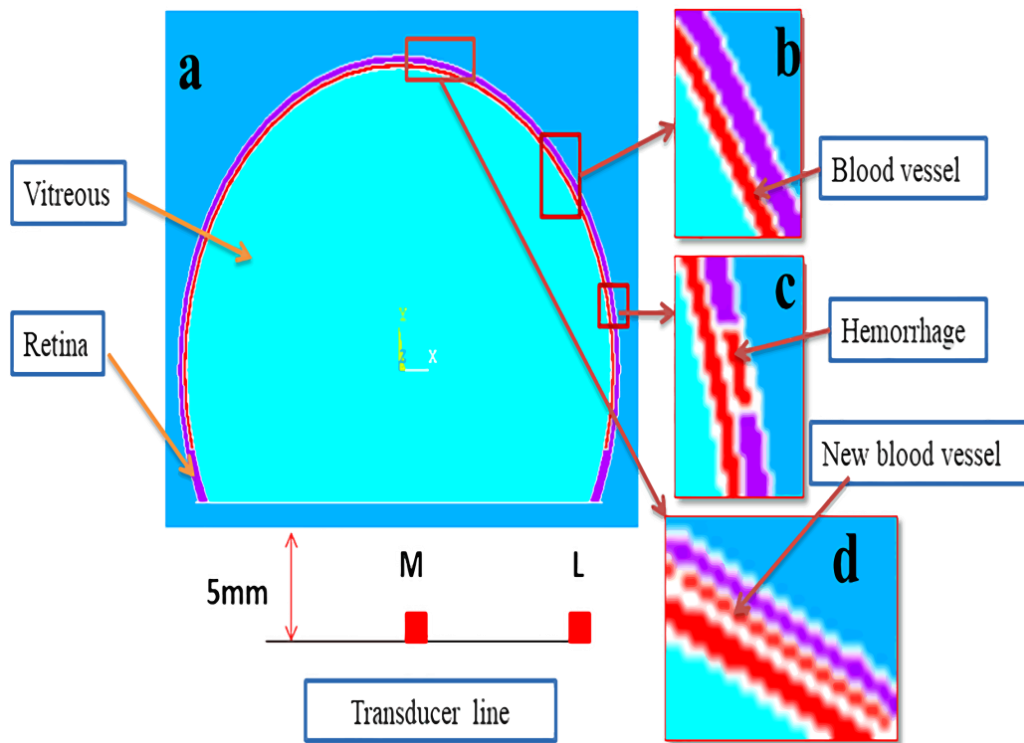 a
b
Blood vessel
Vitreous
c
Hemorrhage
Retina
Y
Z
X
New blood vessel
d
M
L
5mm
Transducer line